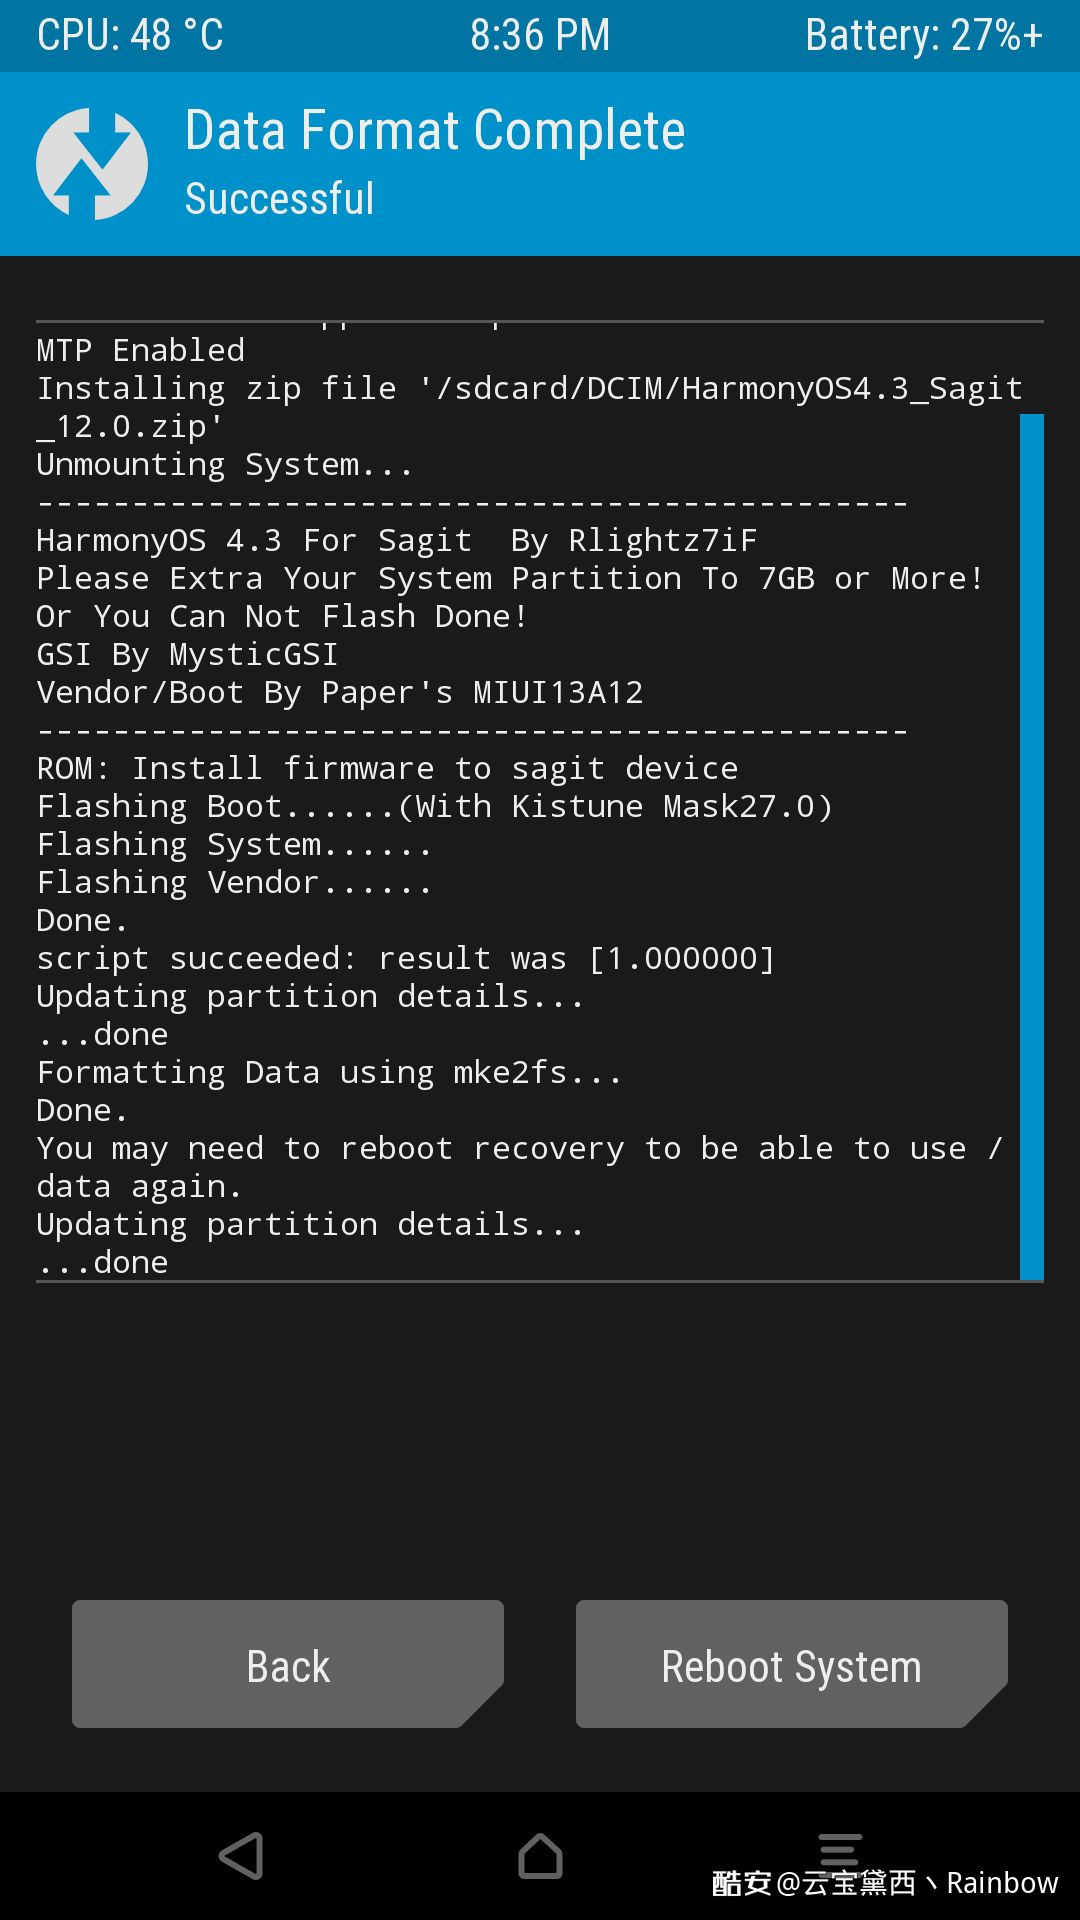 CPU: 48 °C 8:36 PM Battery: 27%+
Data Format Complete
Successful
MTP Enabled
Installing zip file '/sdcard/DCIM/HarmonyOS4.3_Sagit
_12.0.zip'
Unmounting System...
----------------------------------------------
HarmonyOS 4.3 For Sagit  By Rlightz7iF
Please Extra Your System Partition To 7GB or More!
Or You Can Not Flash Done!
GSI By MysticGSI
Vendor/Boot By Paper's MIUI13A12
----------------------------------------------
ROM: Install firmware to sagit device
Flashing Boot......(With Kistune Mask27.0)
Flashing System......
Flashing Vendor......
Done.
script succeeded: result was [1.000000]
Updating partition details...
...done
Formatting Data using mke2fs...
Done.
You may need to reboot recovery to be able to use /
data again.
Updating partition details...
...done
Back Reboot System
酷安@云宝黛西丶Rainbow